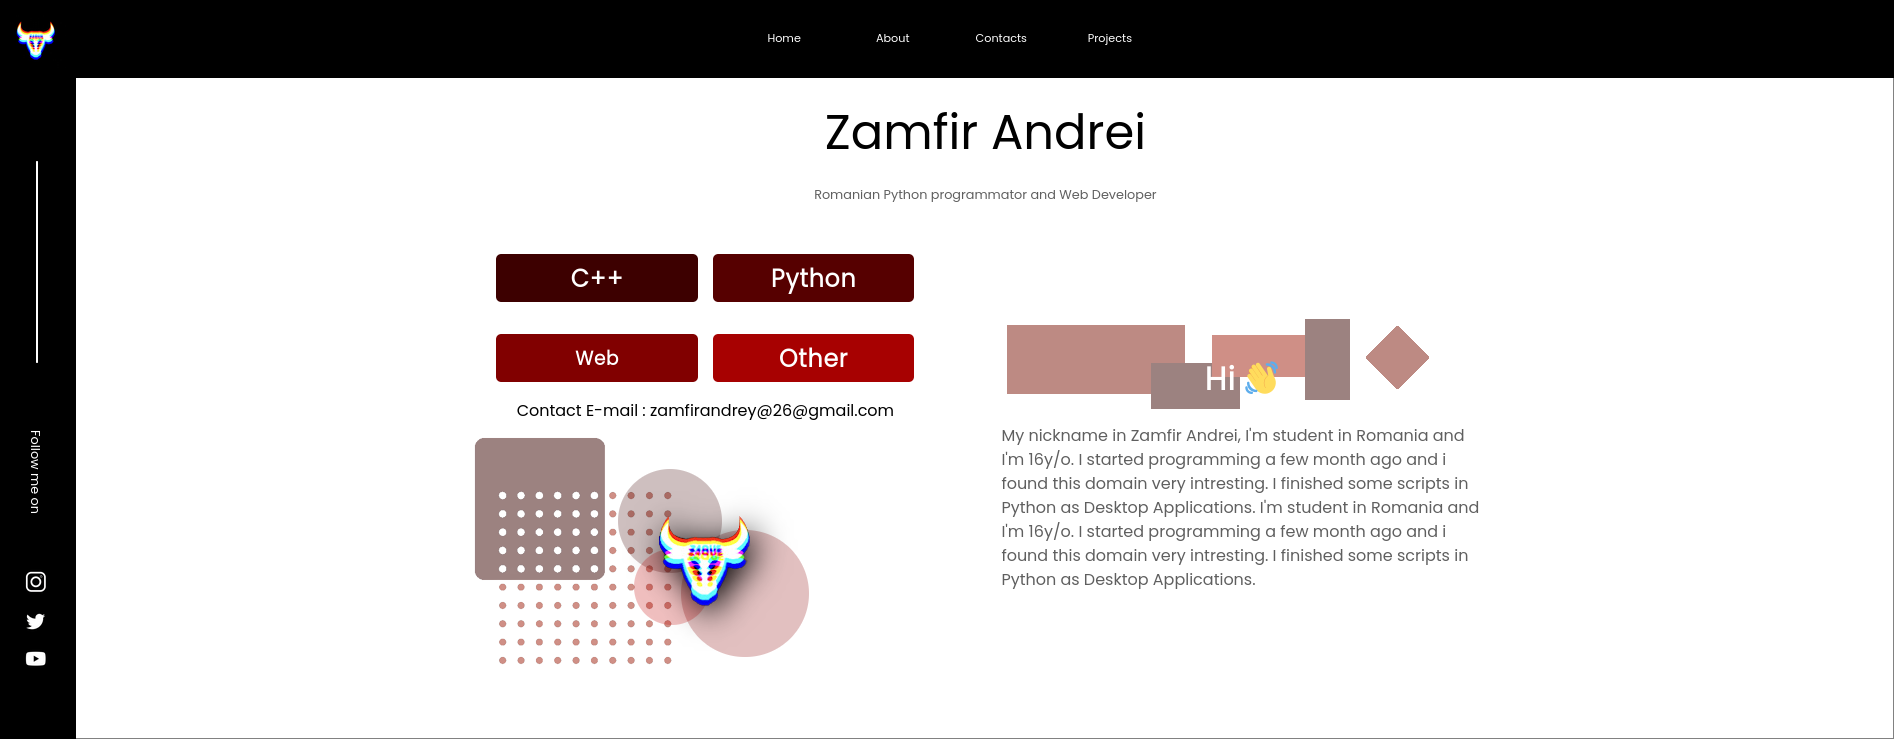 Home About Contacts Projects
Zamfir Andrei
Romanian Python programmator and Web Developer
C++ Python
Web Other
Contact E-mail : zamfirandrey@26@gmail.com
Hi 👋
My nickname in Zamfir Andrei, I'm student in Romania and
I'm 16y/o. I started programming a few month ago and i
found this domain very intresting. I finished some scripts in
Python as Desktop Applications. I'm student in Romania and
I'm 16y/o. I started programming a few month ago and i
found this domain very intresting. I finished some scripts in
Python as Desktop Applications.
Follow me on